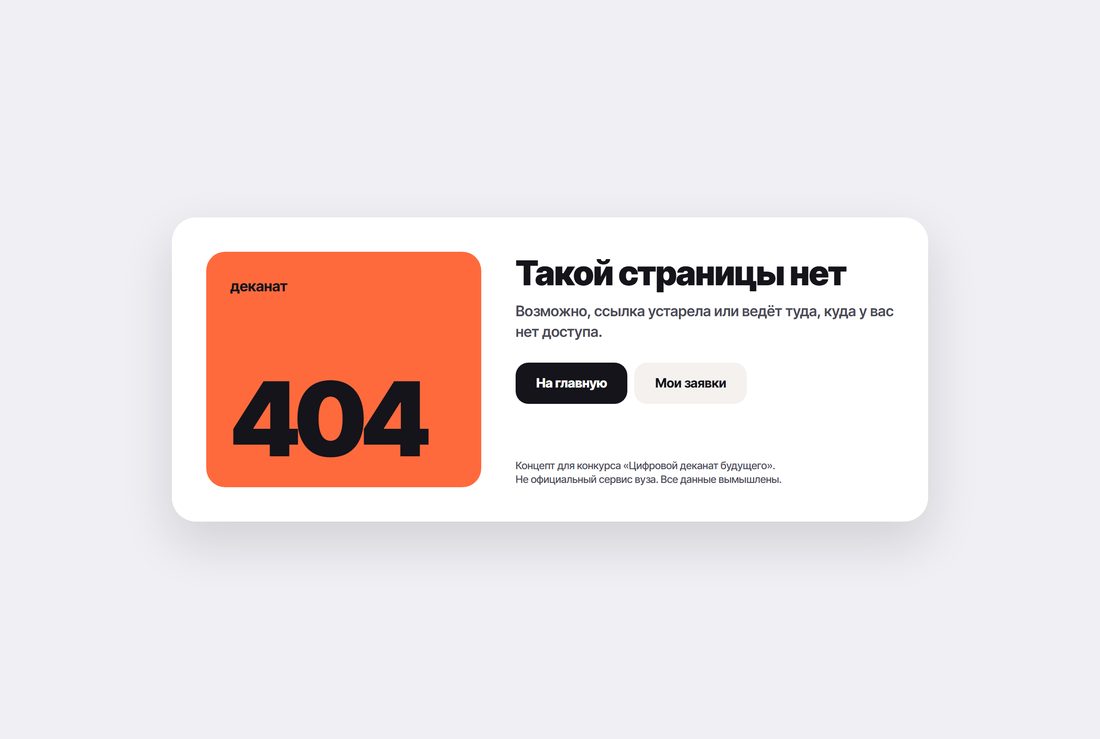 деканат
404
Такой страницы нет
Возможно, ссылка устарела или ведёт туда, куда у вас
нет доступа.
На главную
Мои заявки
Концепт для конкурса «Цифровой деканат будущего».
Не официальный сервис вуза. Все данные вымышлены.